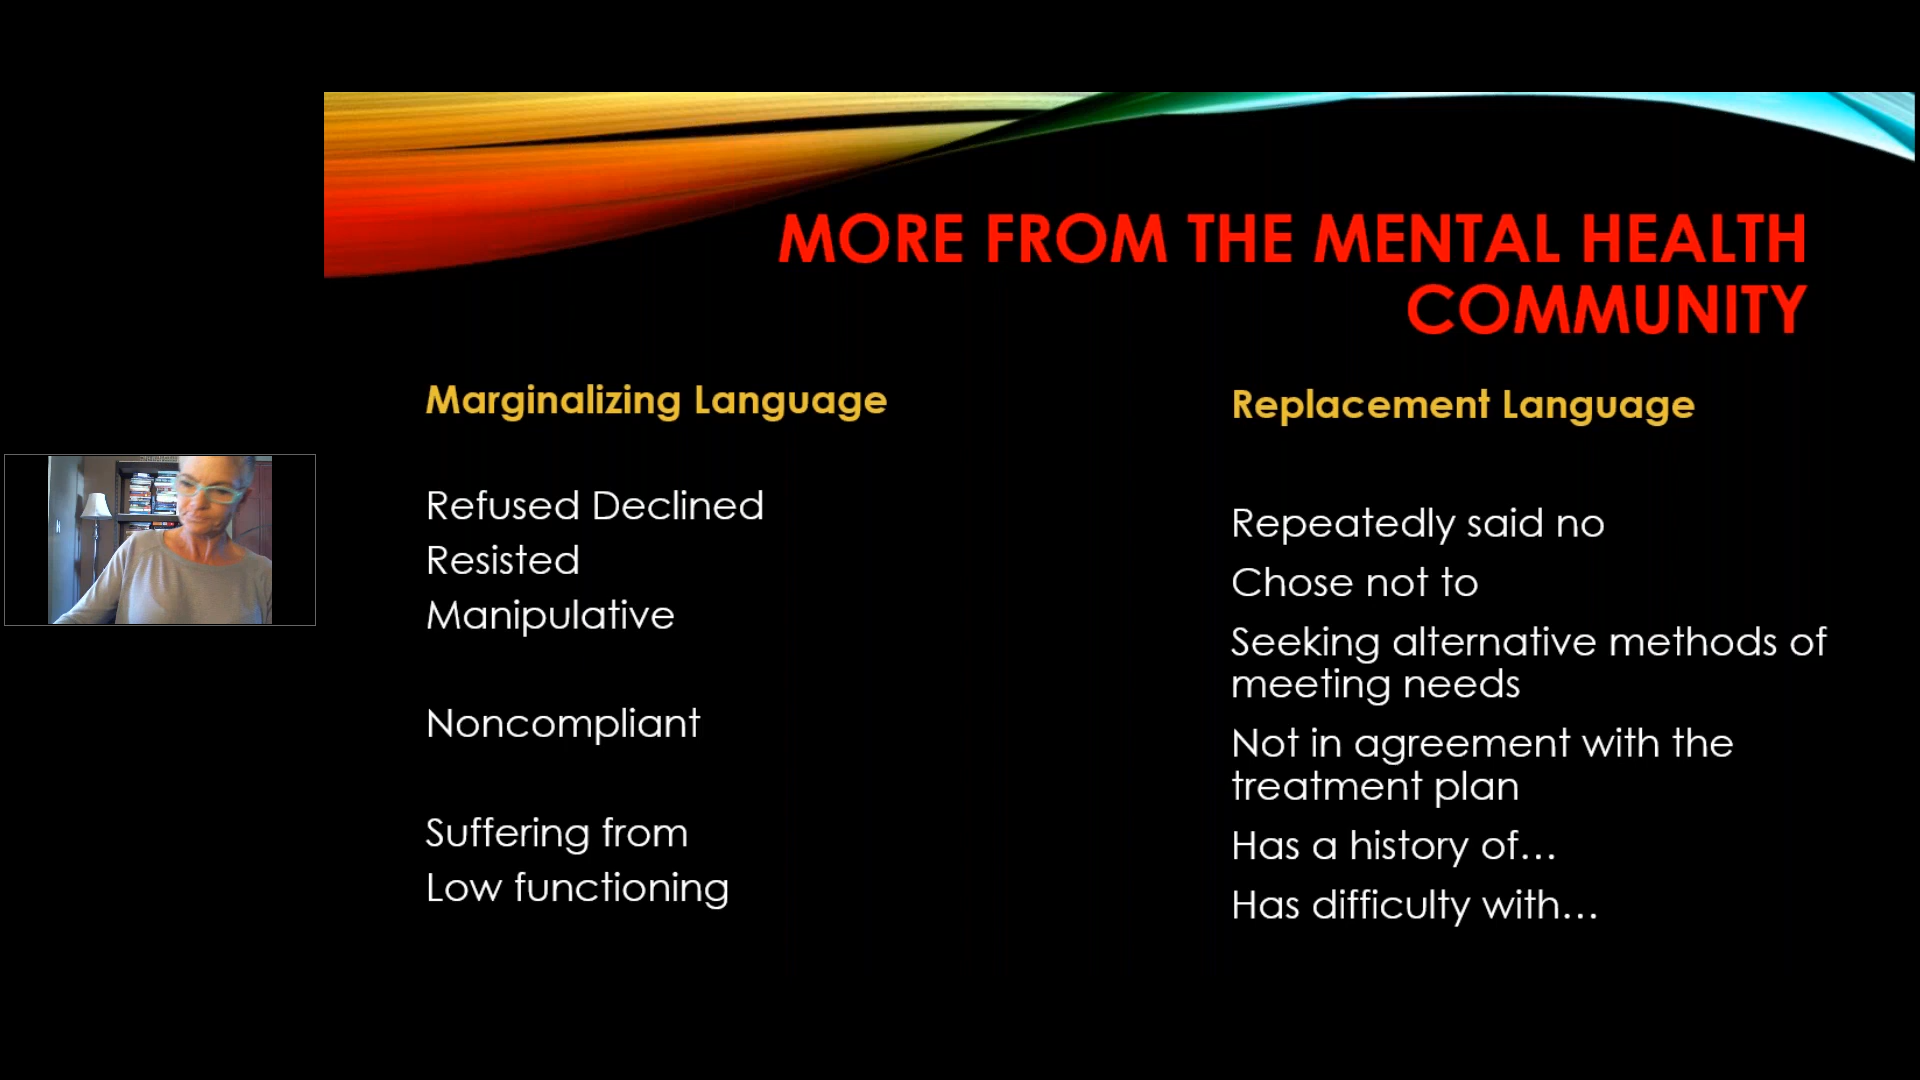 MORE FROM THE MENTAL HEALTH
COMMUNITY
Marginalizing Language
Refused Declined
Resisted
Manipulative
Noncompliant
Suffering from
Low functioning
Replacement Language
Repeatedly said no
Chose not to
Seeking alternative methods of
meeting needs
Not in agreement with the
treatment plan
Has a history of…
Has difficulty with…